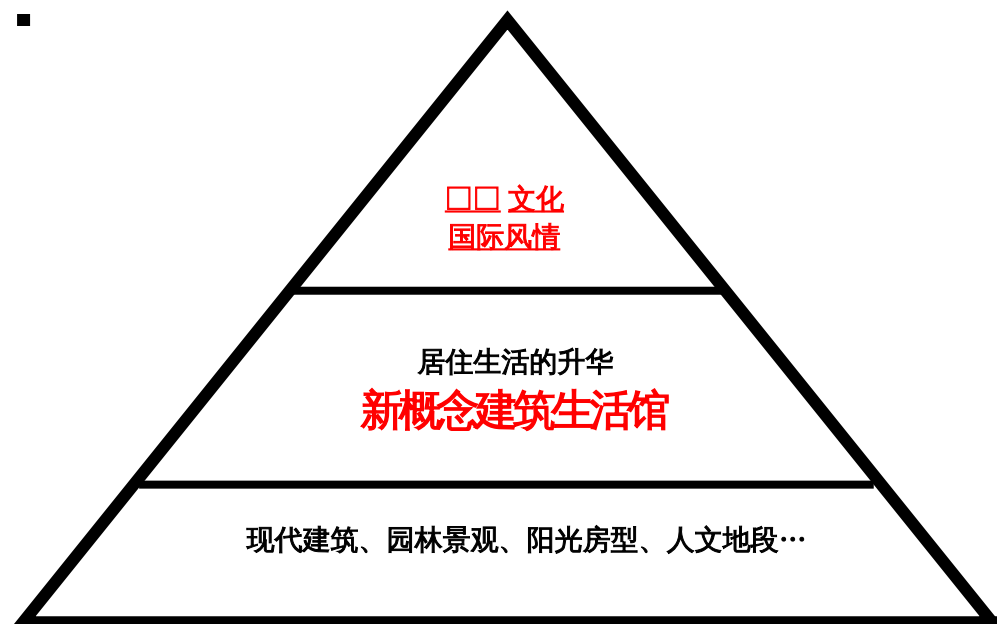 □□ 文化
国际风情
居住生活的升华
新概念建筑生活馆
现代建筑、园林景观、阳光房型、人文地段…